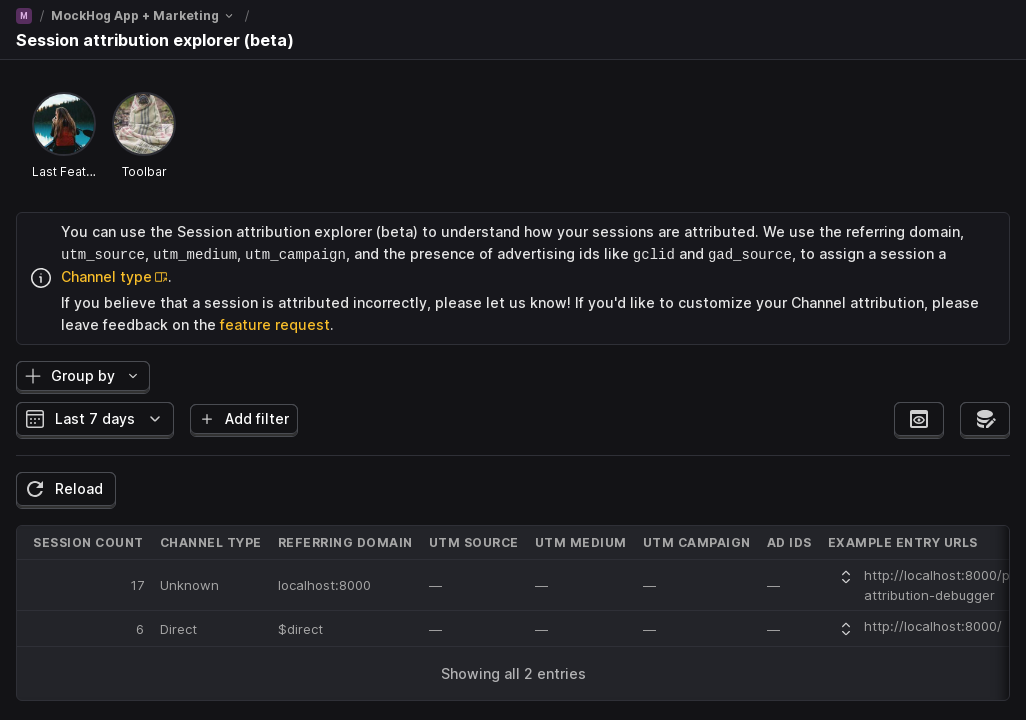 M / MockHog App + Marketing /
Session attribution explorer (beta)
Last Feat...
Toolbar
You can use the Session attribution explorer (beta) to understand how your sessions are attributed. We use the referring domain,
utm_source, utm_medium, utm_campaign, and the presence of advertising ids like gclid and gad_source, to assign a session a
Channel type.
If you believe that a session is attributed incorrectly, please let us know! If you'd like to customize your Channel attribution, please
leave feedback on the feature request.
Group by
Last 7 days
Add filter
Reload
SESSION COUNT CHANNEL TYPE REFERRING DOMAIN UTM SOURCE UTM MEDIUM UTM CAMPAIGN AD IDS EXAMPLE ENTRY URLS
17 Unknown localhost:8000 — — — — http://localhost:8000/p
attribution-debugger
6 Direct $direct — — — — http://localhost:8000/
Showing all 2 entries